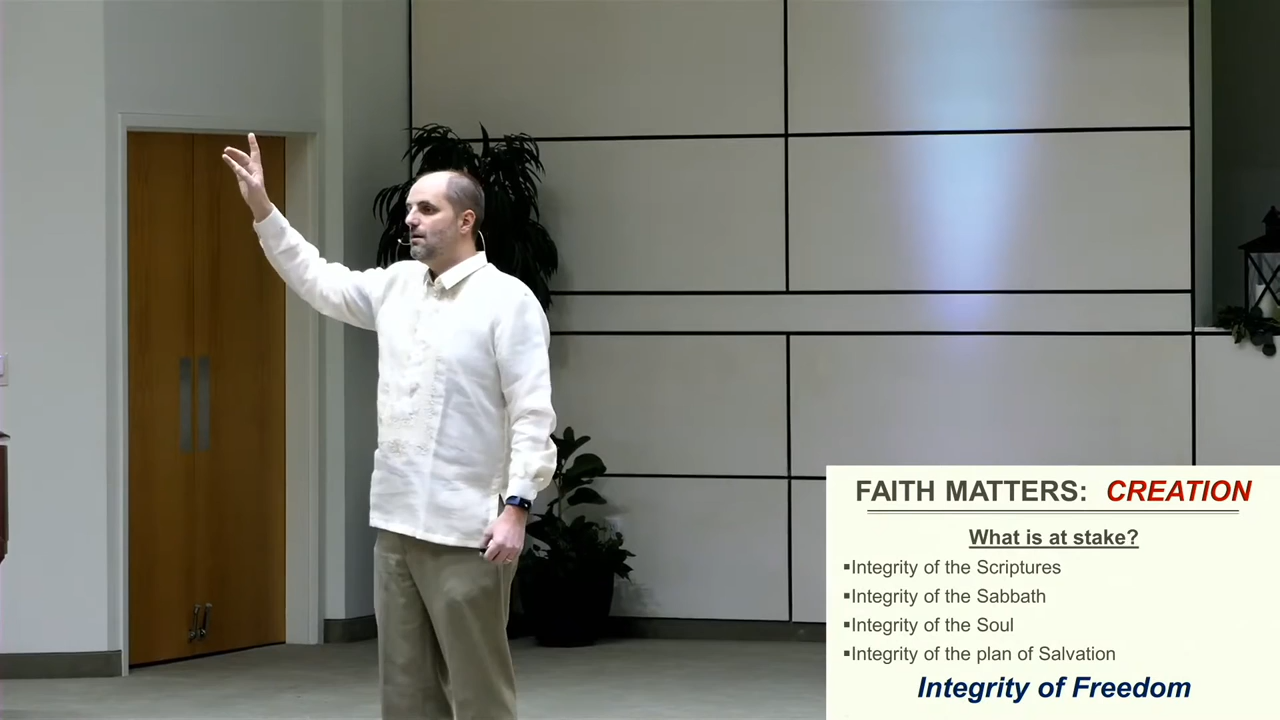 FAITH MATTERS: CREATION
What is at stake?
▪Integrity of the Scriptures
▪Integrity of the Sabbath
▪Integrity of the Soul
▪Integrity of the plan of Salvation
Integrity of Freedom